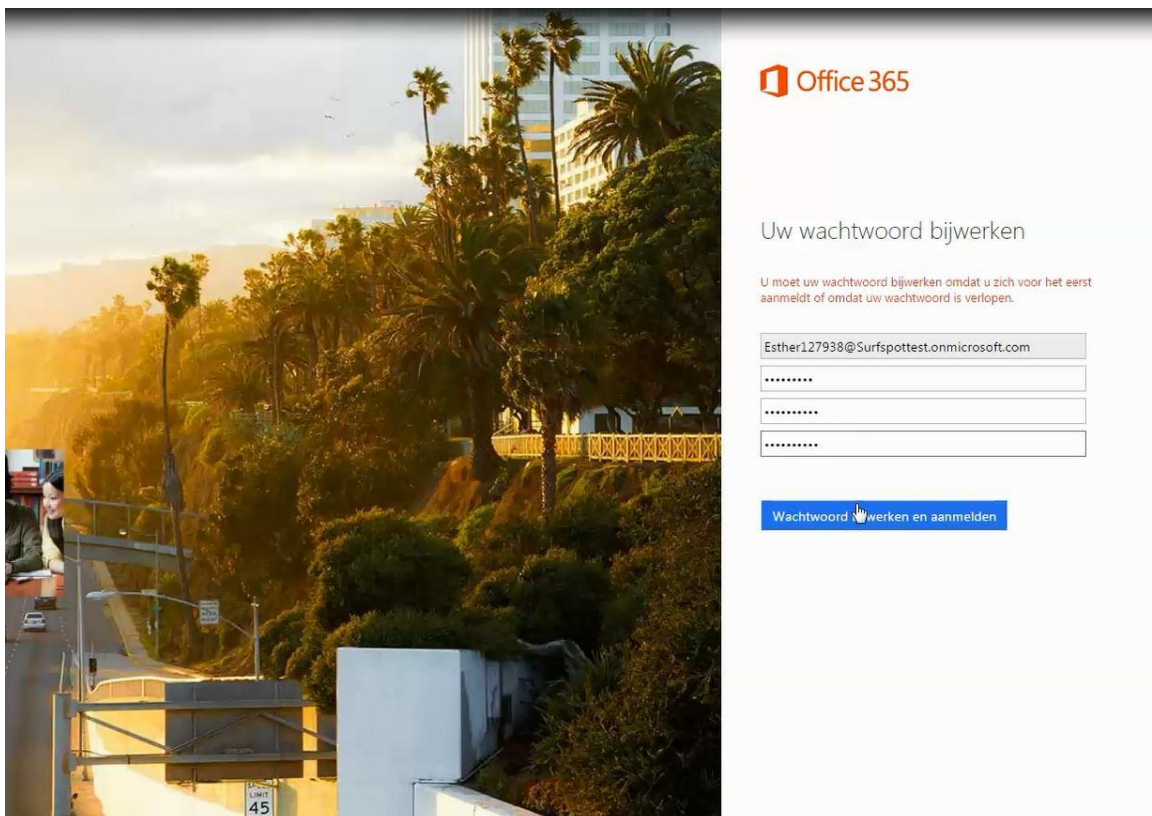 Office 365
Uw wachtwoord bijwerken
U moet uw wachtwoord bijwerken omdat u zich voor het eerst
aanmeldt of omdat uw wachtwoord is verlopen.
Esther127938@Surfspottest.onmicrosoft.com
•••••••••
••••••••••
••••••••••
Wachtwoord werken en aanmelden
LIMIT
45